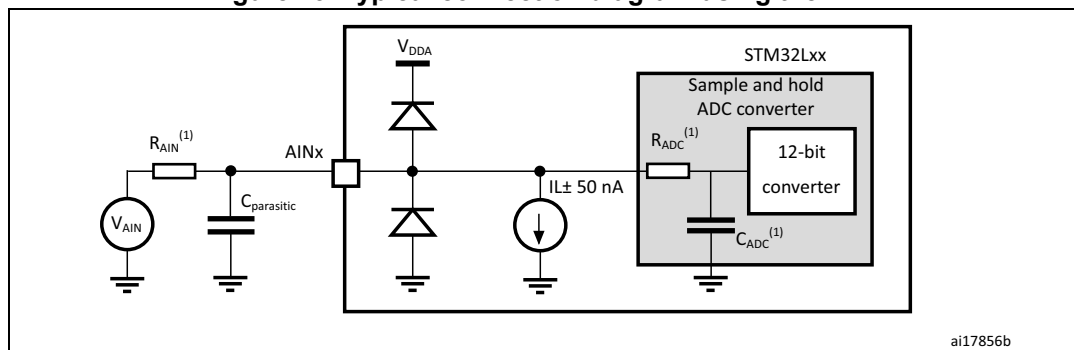 V_DDA
STM32Lxx
Sample and hold
ADC converter
R_AIN^(1)
AINx
R_ADC^(1)
12-bit
converter
IL± 50 nA
C_parasitic
V_AIN
C_ADC^(1)
ai17856b